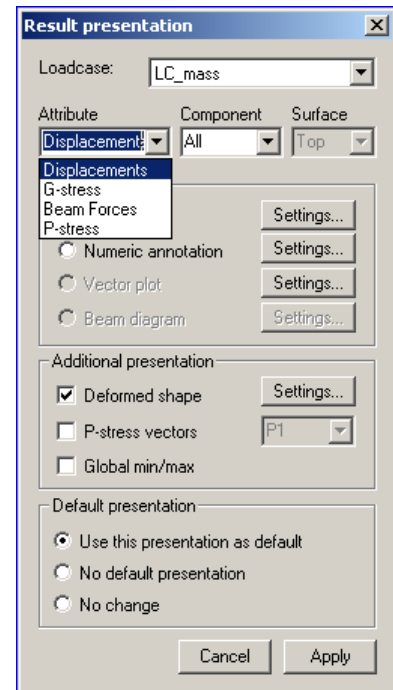 Result presentation
Loadcase: LC_mass
Attribute Component Surface
Displacement All Top
Displacements
G-stress
Beam Forces
P-stress
Settings...
Numeric annotation Settings...
Vector plot Settings...
Beam diagram Settings...
Additional presentation
Deformed shape Settings...
P-stress vectors P1
Global min/max
Default presentation
Use this presentation as default
No default presentation
No change
Cancel Apply